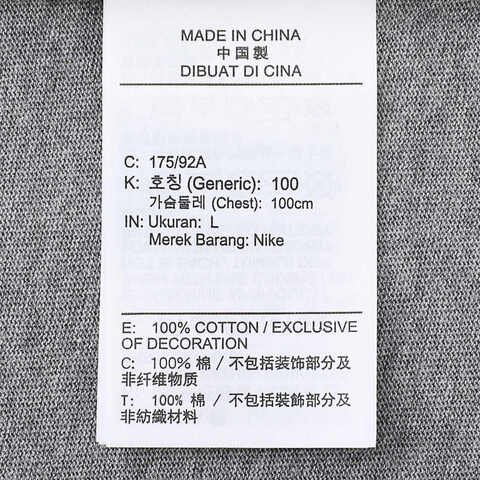 MADE IN CHINA
中国製
DIBUAT DI CINA
C: 175/92A
K: 호칭 (Generic): 100
가슴둘레 (Chest): 100cm
IN: Ukuran: L
Merek Barang: Nike
E: 100% COTTON / EXCLUSIVE
OF DECORATION
C: 100% 棉 / 不包括装饰部分及
非纤维物质
T: 100% 棉 / 不包括裝飾部分及
非紡織材料